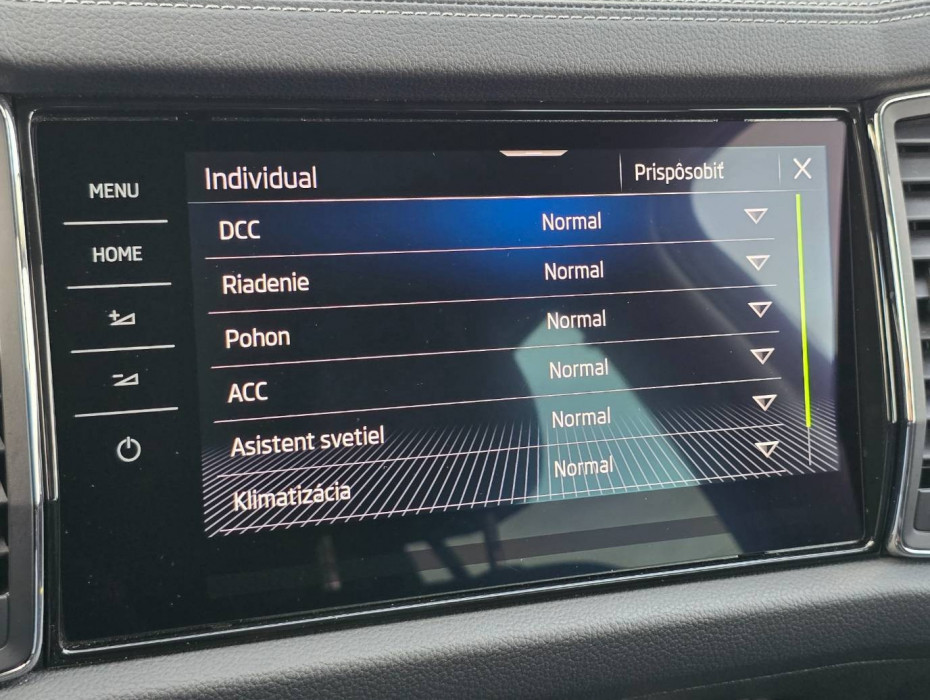 MENU
HOME
Individual
Prispôsobiť
DCC Normal
Riadenie Normal
Pohon Normal
ACC Normal
Asistent svetiel Normal
Klimatizácia Normal